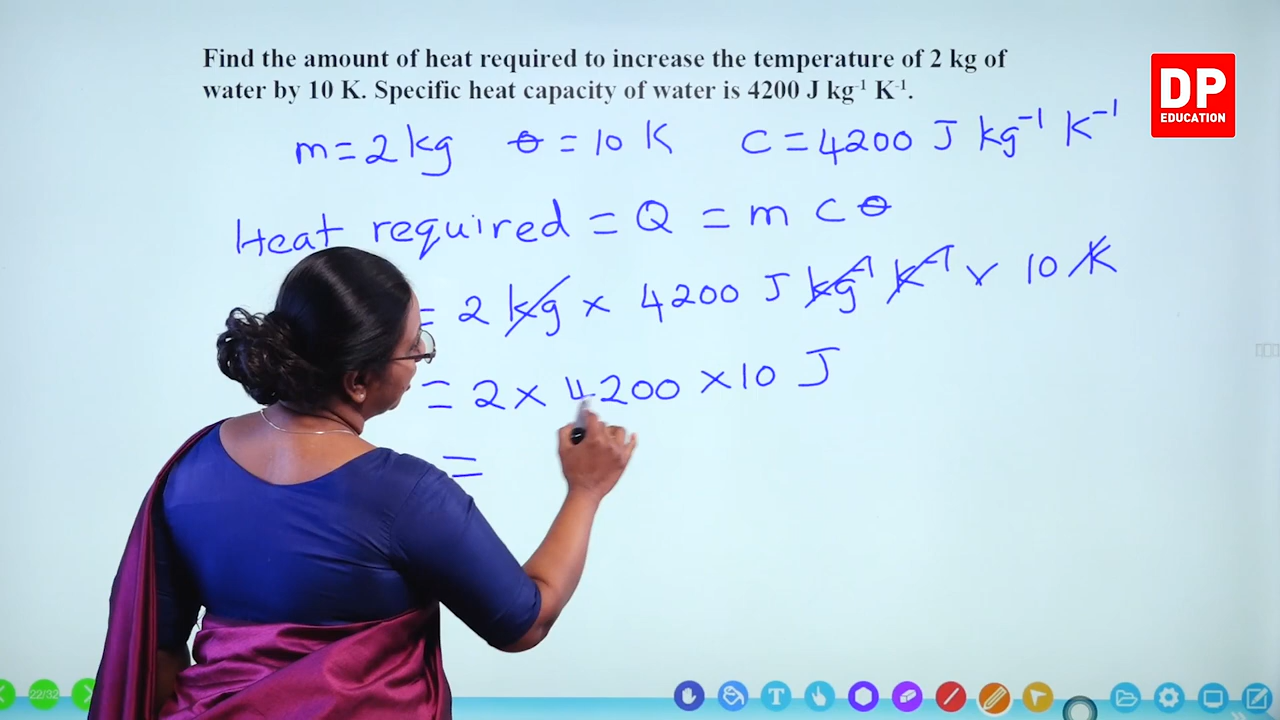 Find the amount of heat required to increase the temperature of 2 kg of
water by 10 K. Specific heat capacity of water is 4200 J kg⁻¹ K⁻¹.
DP
EDUCATION
m = 2 kg θ = 10 K C = 4200 J kg⁻¹ K⁻¹
Heat required = Q = m c θ
= 2 kg × 4200 J kg⁻¹ K⁻¹ × 10 K
= 2 × 4200 × 10 J
=
22/32